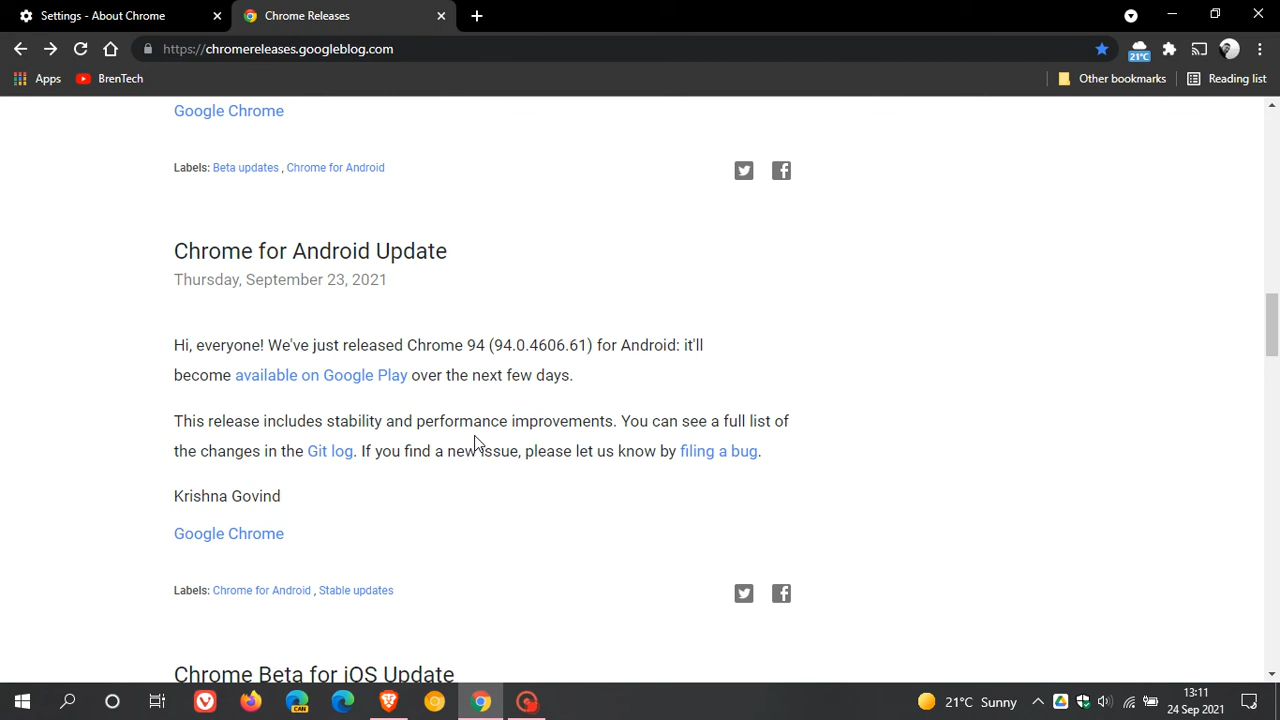 Settings - About Chrome
Chrome Releases
https://chromereleases.googleblog.com
21°C
Apps
BrenTech
Other bookmarks
Reading list
Google Chrome
Labels: Beta updates , Chrome for Android
Chrome for Android Update
Thursday, September 23, 2021
Hi, everyone! We've just released Chrome 94 (94.0.4606.61) for Android: it'll
become available on Google Play over the next few days.
This release includes stability and performance improvements. You can see a full list of
the changes in the Git log. If you find a new issue, please let us know by filing a bug.
Krishna Govind
Google Chrome
Labels: Chrome for Android , Stable updates
Chrome Beta for iOS Update
CAN
21°C Sunny
13:11
24 Sep 2021